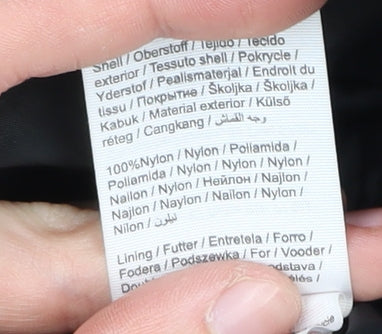 Shell / Oberstoff / Tejido / Tecido
exterior / Tessuto shell / Pokrycie /
Yderstof / Pealismaterjal / Endroit du
tissu / Покрытие / Školjka / Školjka /
Kabuk / Material exterior / Külső
réteg / Cangkang / وجه القماش
100%Nylon / Nylon / Poliamida /
Poliamida / Nylon / Nylon / Nylon /
Nailon / Nylon / Нейлон / Najlon /
Najlon / Naylon / Nailon / Nylon /
Nilon / نيلون
Lining / Futter / Entretela / Forro /
Fodera / Podszewka / For / Vooder /